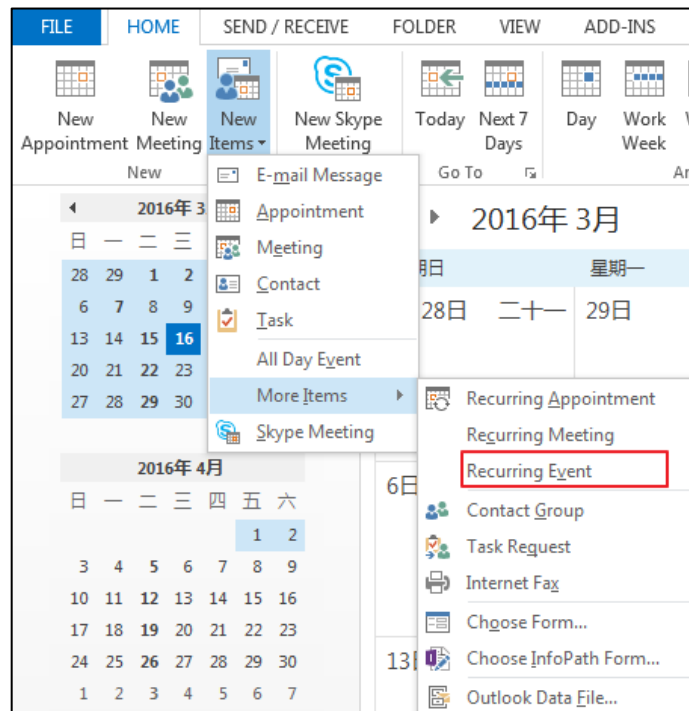 FILE HOME SEND / RECEIVE FOLDER VIEW ADD-INS
New Appointment
New Meeting
New Items
New Skype Meeting
Today
Next 7 Days
Day
Work Week
New
Go To
E-mail Message
Appointment
Meeting
Contact
Task
All Day Event
More Items
Skype Meeting
Recurring Appointment
Recurring Meeting
Recurring Event
Contact Group
Task Request
Internet Fax
Choose Form...
Choose InfoPath Form...
Outlook Data File...
2016年 3
日 一 二 三
28 29 1 2
6 7 8 9
13 14 15 16
20 21 22 23
27 28 29 30
2016年 4月
日 一 二 三 四 五 六
1 2
3 4 5 6 7 8 9
10 11 12 13 14 15 16
17 18 19 20 21 22 23
24 25 26 27 28 29 30
1 2 3 4 5 6 7
2016年 3月
期日 星期一
28日 二十一 29日
6日
13